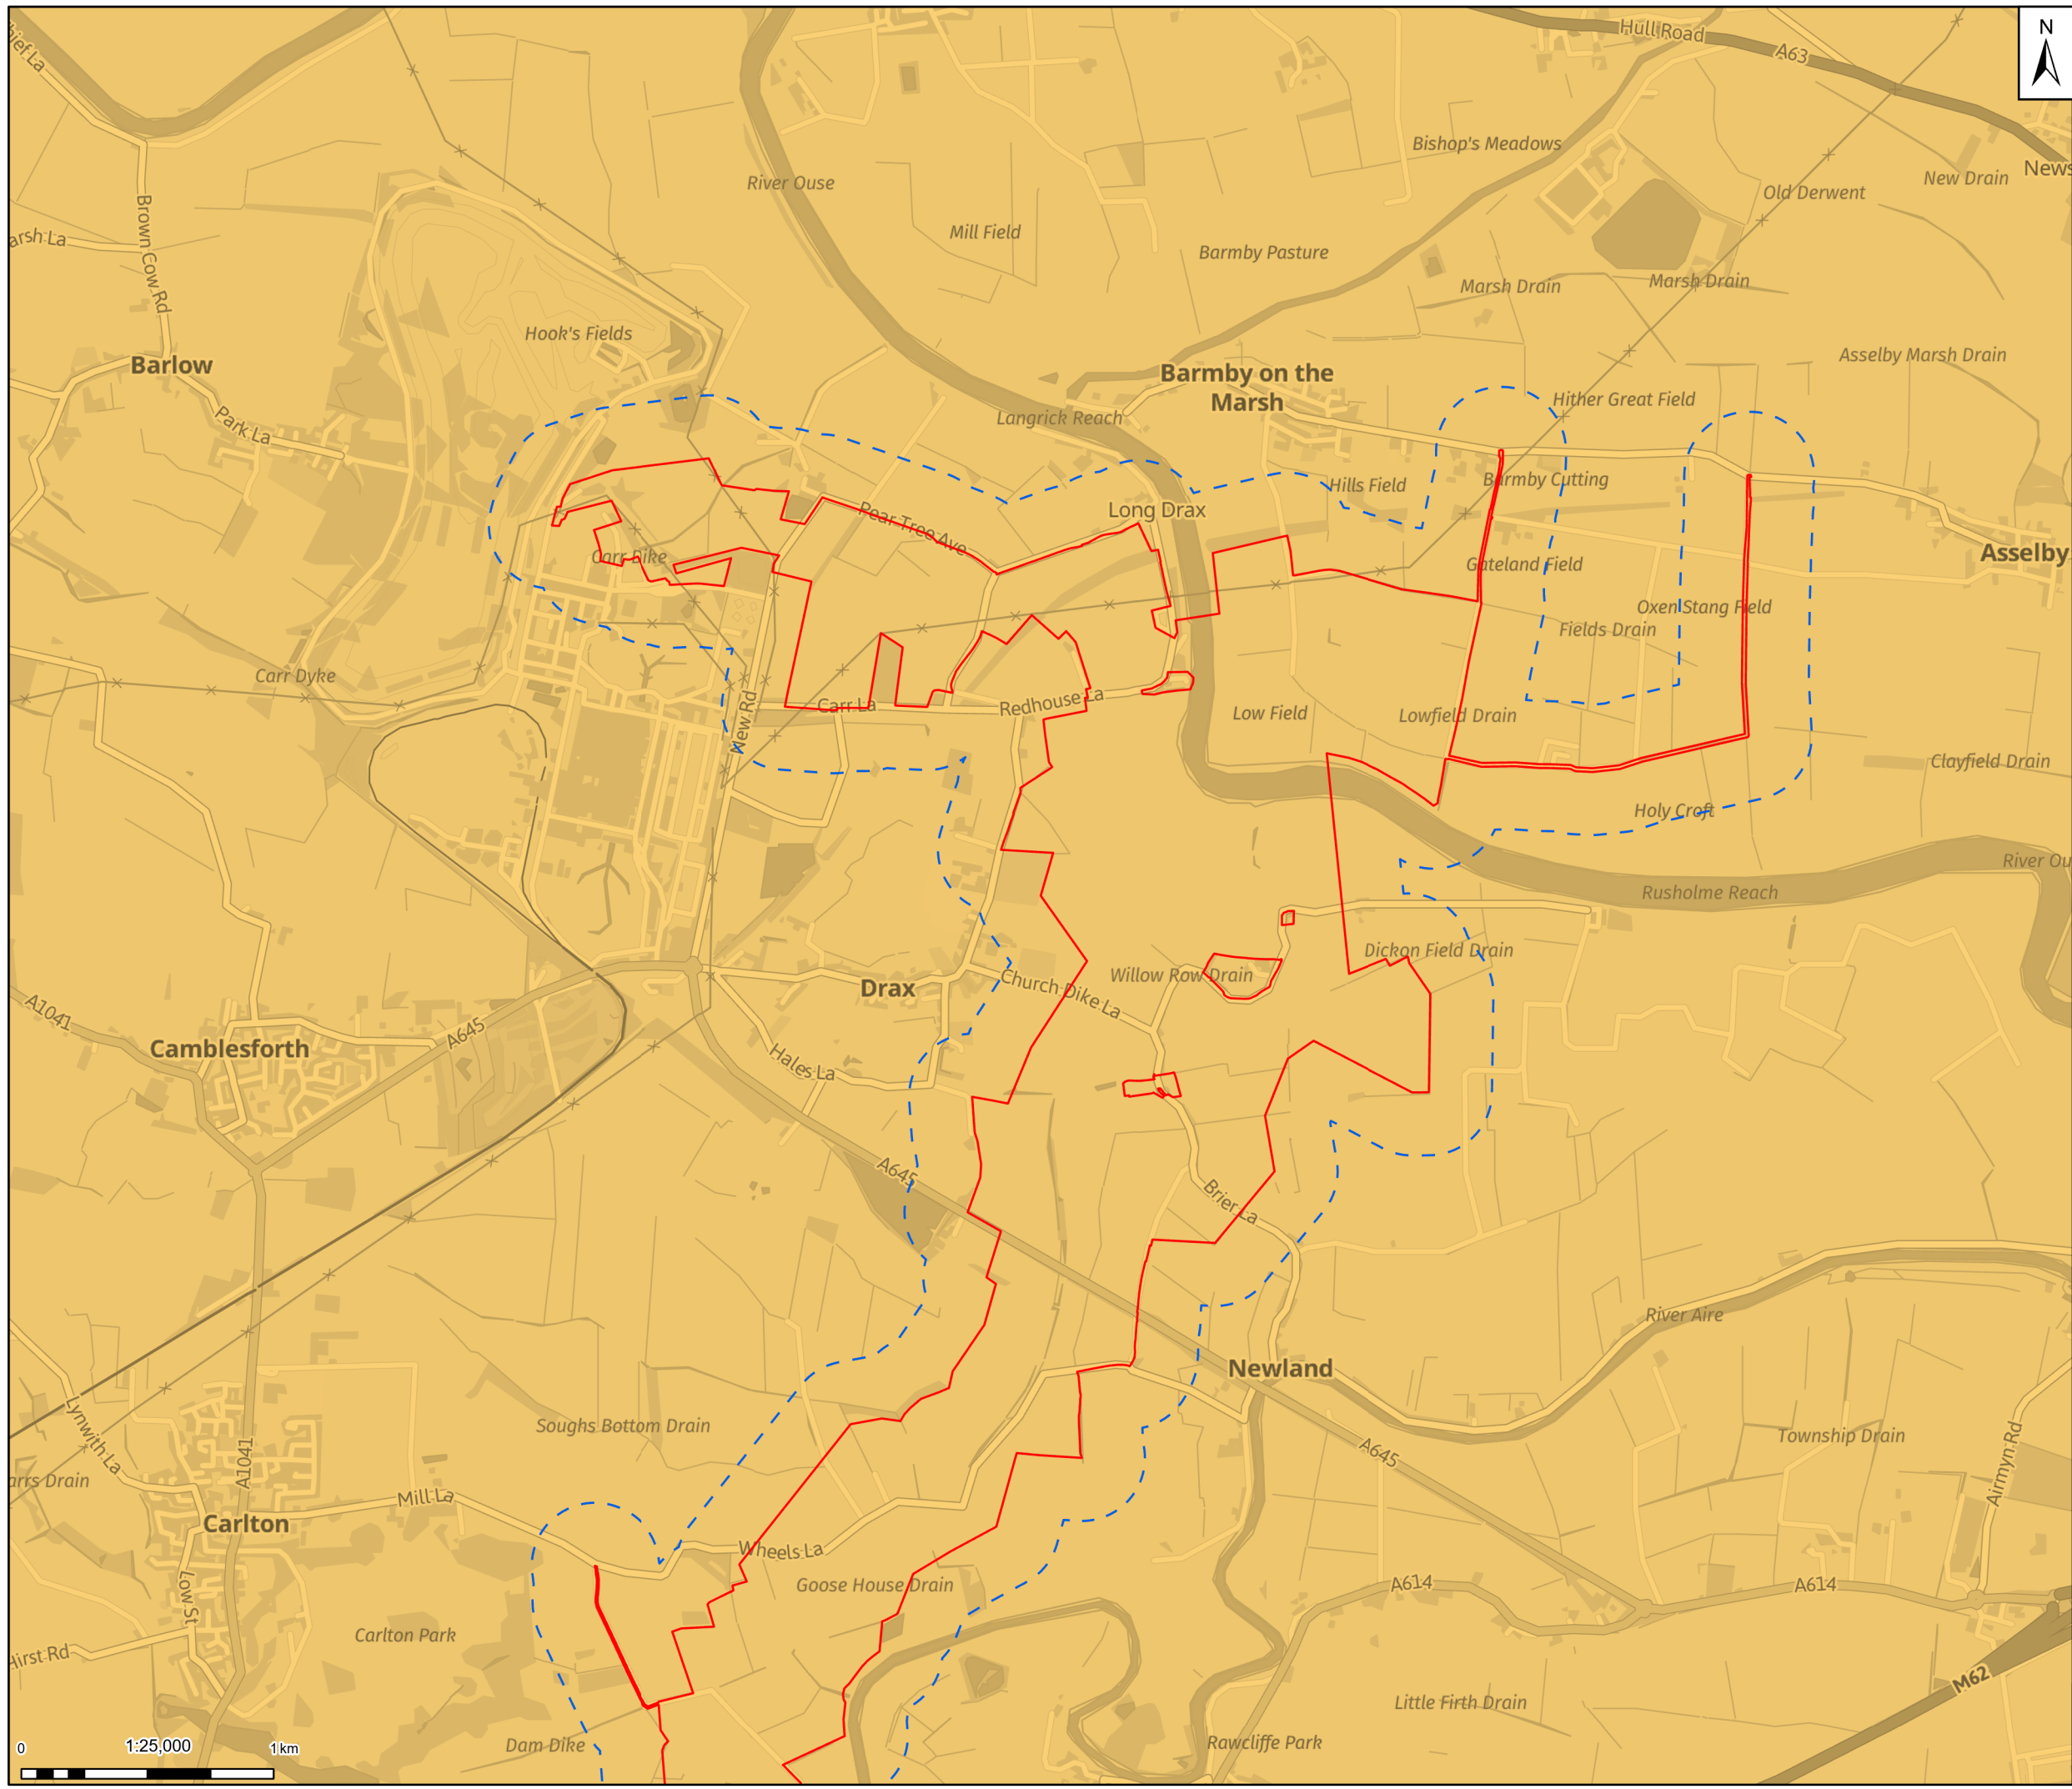 N
Hull Road
A63
Bishop's Meadows
River Ouse
New Drain
Old Derwent
Brown Cow Rd
Mill Field
Barmby Pasture
Marsh Drain
Marsh Drain
Hook's Fields
Barlow
Asselby Marsh Drain
Barmby on the
Marsh
Hither Great Field
Langrick Reach
Park La
Barmby Cutting
Hills Field
Long Drax
Pear Tree Ave
Carr Dike
Gateland Field
Asselby
Oxen Stang Field
Fields Drain
Carr Dyke
Redhouse La
Carr La
Low Field
Lowfield Drain
New Rd
Clayfield Drain
Holy Croft
Rusholme Reach
Dickon Field Drain
Willow Row Drain
Church Dike La
Drax
A1041
A645
Camblesforth
Hales La
A645
Brier La
River Aire
Newland
Lynwith La
Soughs Bottom Drain
A1041
A645
Township Drain
Airmyn Rd
Mill La
Carlton
Wheels La
Goose House Drain
Low St
A614
A614
Carlton Park
Hirst Rd
M62
Little Firth Drain
Dam Dike
Rawcliffe Park
0
1:25,000
1 km